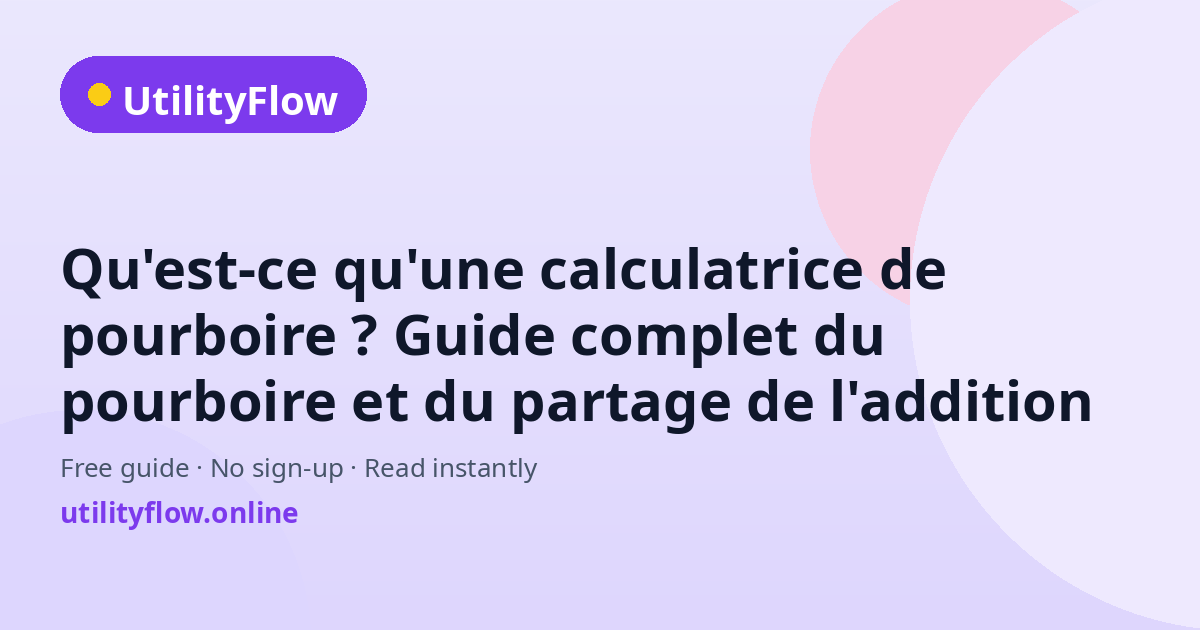 UtilityFlow
Qu'est-ce qu'une calculatrice de
pourboire ? Guide complet du
pourboire et du partage de l'addition
Free guide · No sign-up · Read instantly
utilityflow.online